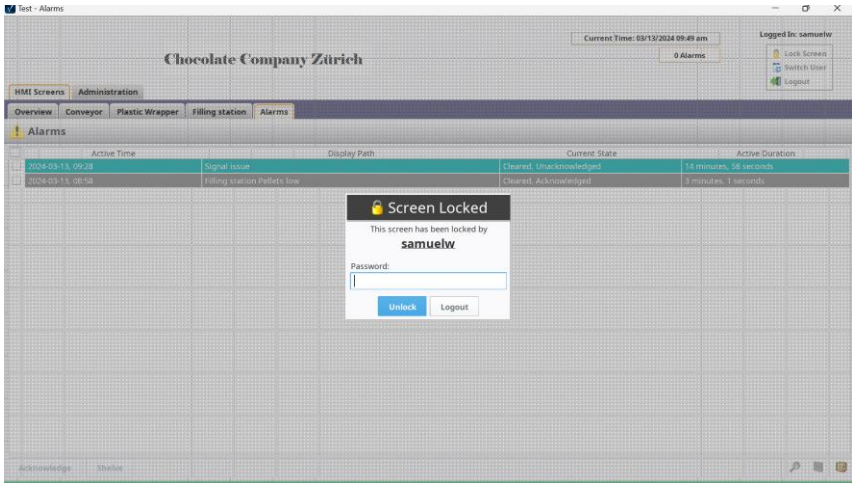 Test - Alarms
Current Time: 03/13/2024 09:49 am
Logged In: samuelw
Chocolate Company Zürich
0 Alarms
Lock Screen
Switch User
Logout
HMI Screens Administration
Overview Conveyor Plastic Wrapper Filling station Alarms
Alarms
Active Time Display Path Current State Active Duration
2024-03-13, 09:28 Signal issue Cleared, Unacknowledged 14 minutes, 58 seconds
2024-03-13, 08:58 Filling station Pellets low Cleared, Acknowledged 3 minutes, 1 seconds
Screen Locked
This screen has been locked by
samuelw
Password:
Unlock Logout
Acknowledge Shelve